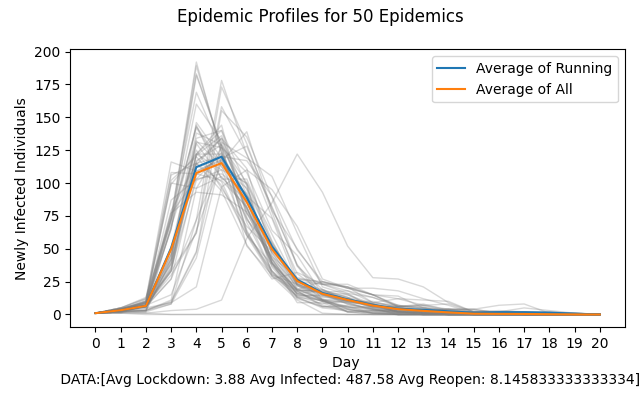 Epidemic Profiles for 50 Epidemics
200
175
150
125
100
75
50
25
0
Newly Infected Individuals
Average of Running
Average of All
0 1 2 3 4 5 6 7 8 9 10 11 12 13 14 15 16 17 18 19 20
Day
DATA:[Avg Lockdown: 3.88 Avg Infected: 487.58 Avg Reopen: 8.145833333333334]